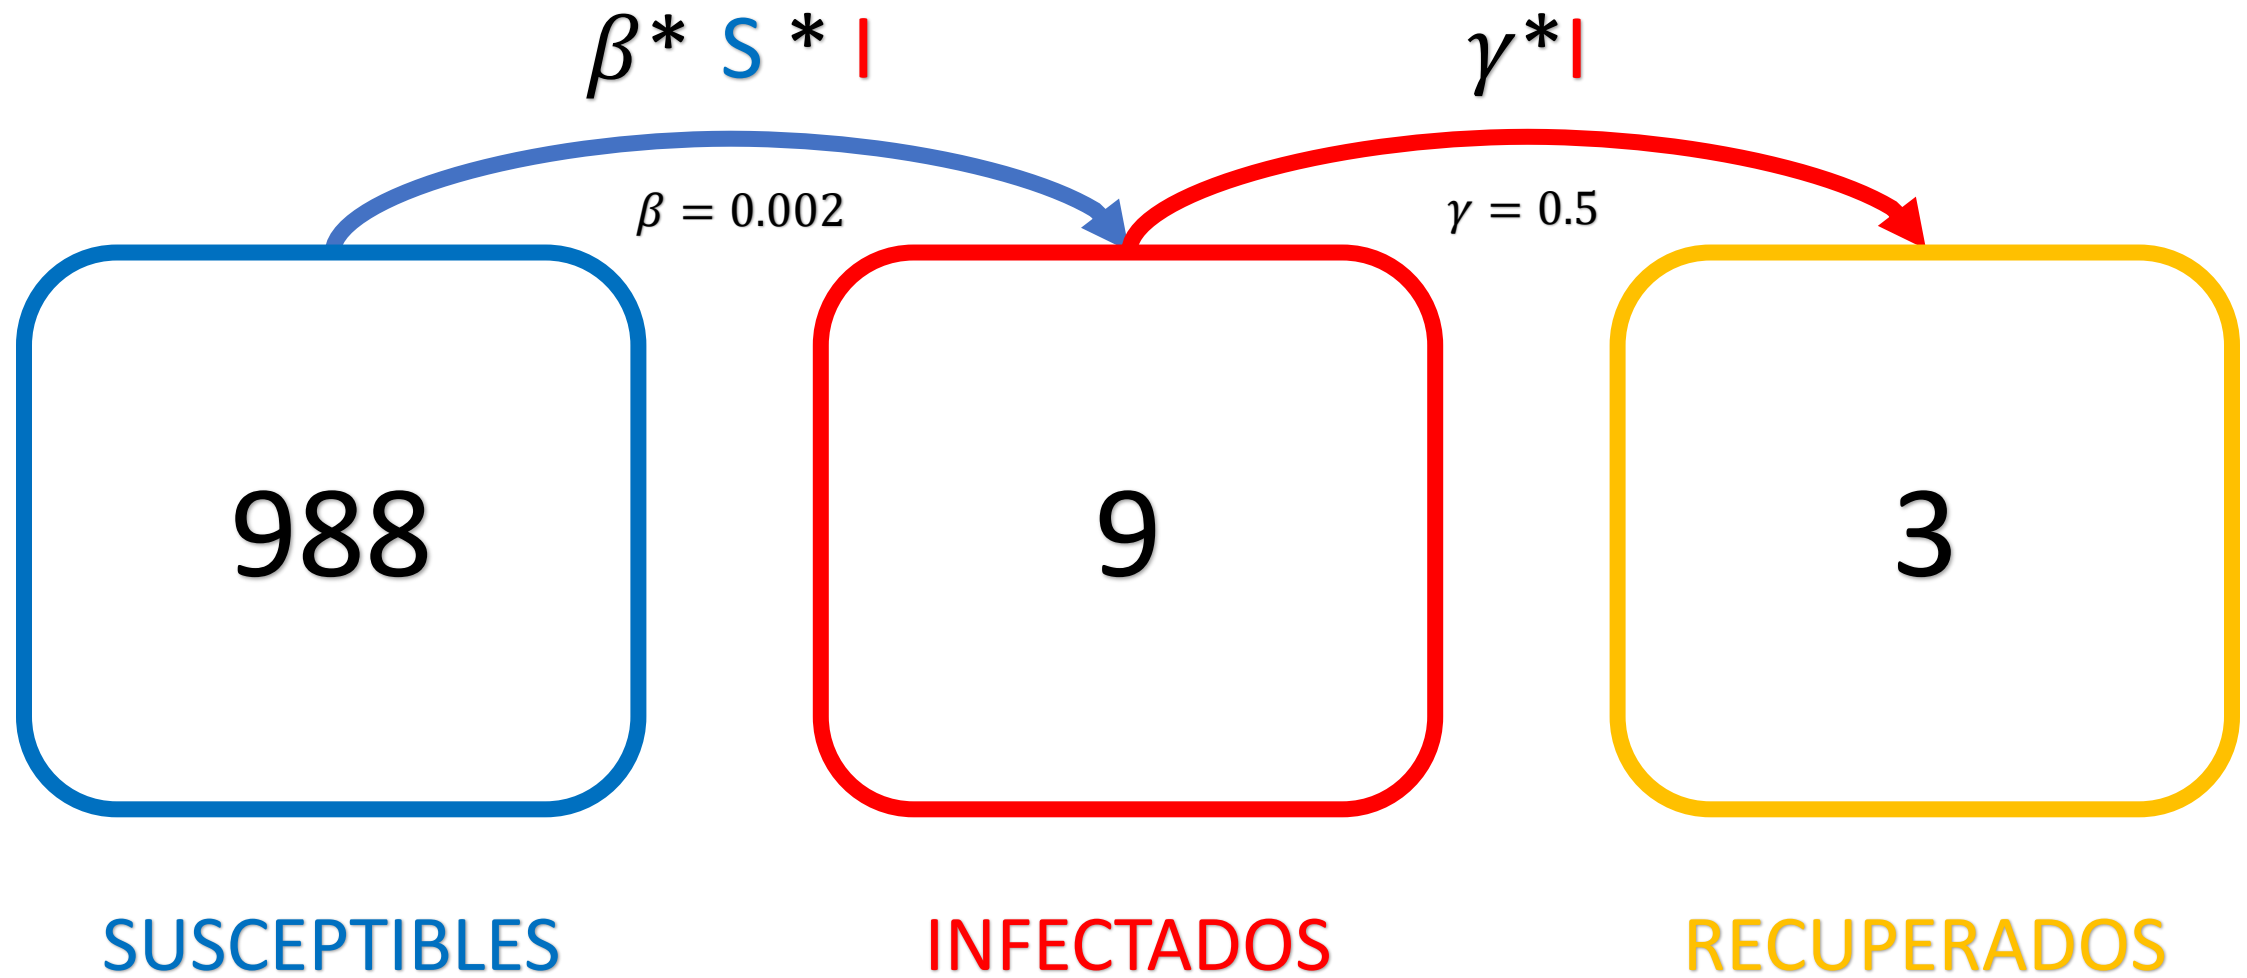 β* S * I
γ*I
β = 0.002
γ = 0.5
988
9
3
SUSCEPTIBLES
INFECTADOS
RECUPERADOS